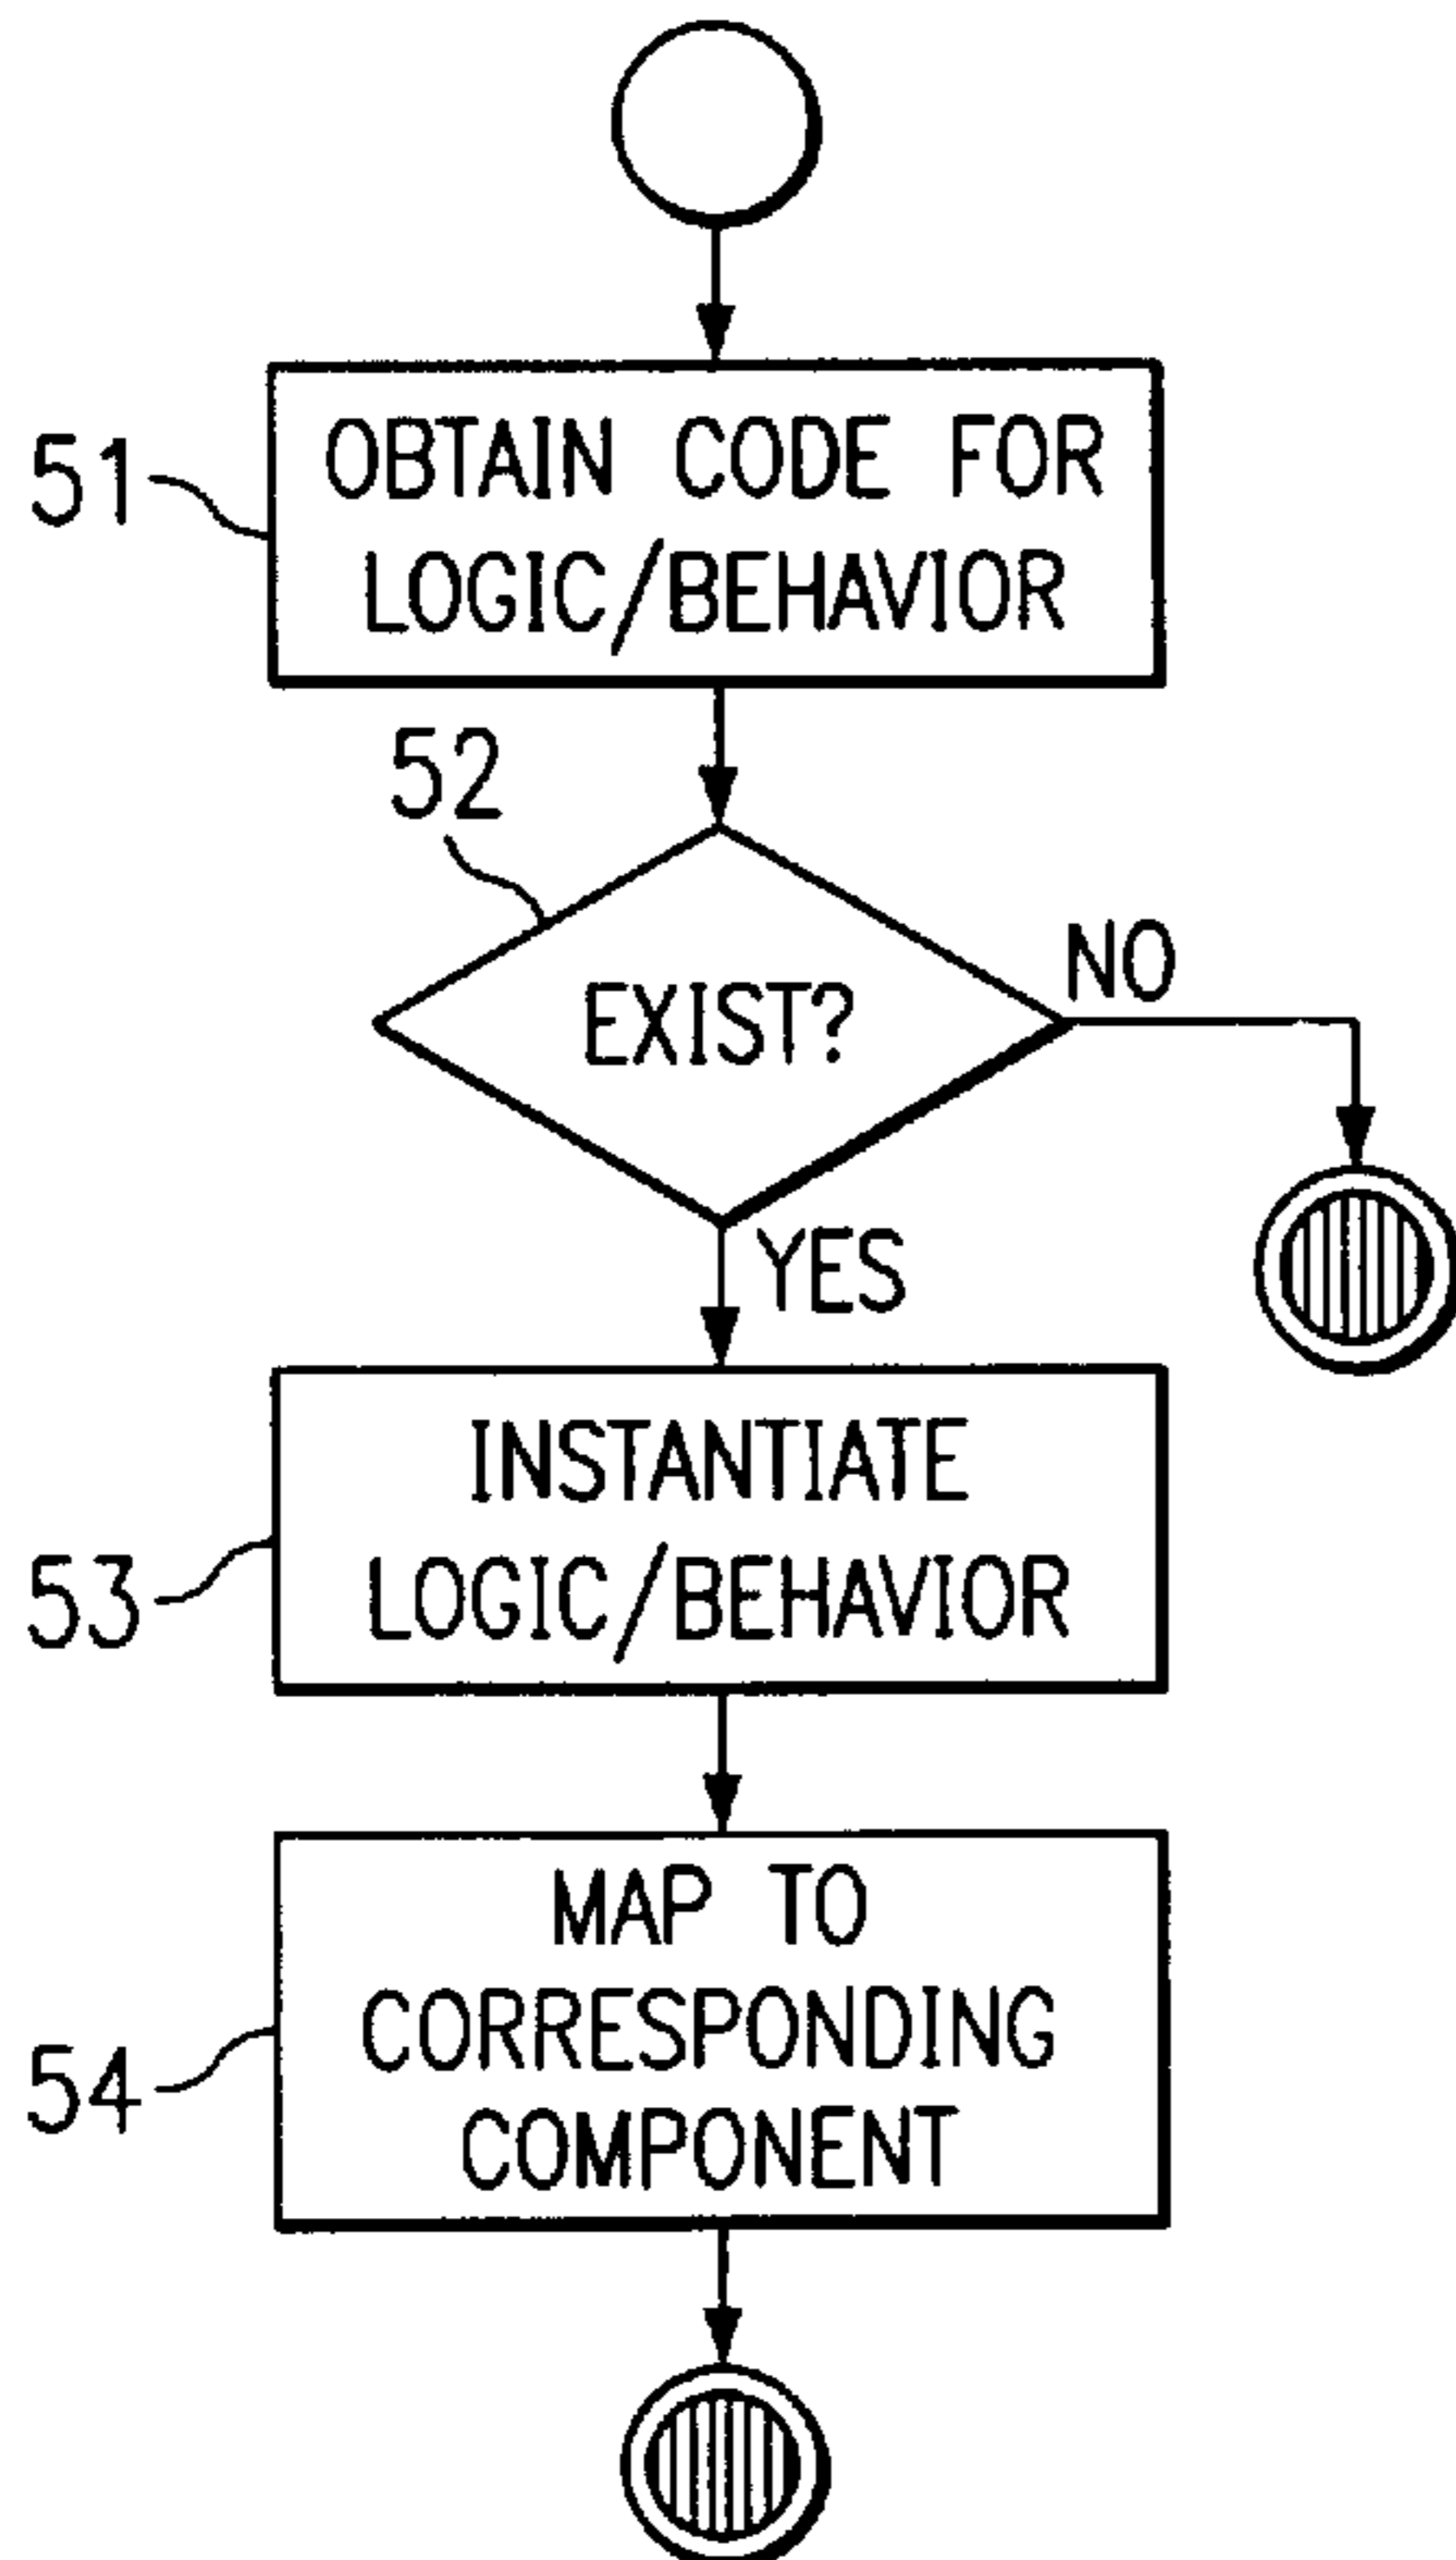 51
OBTAIN CODE FOR
LOGIC/BEHAVIOR
52
EXIST?
NO
YES
53
INSTANTIATE
LOGIC/BEHAVIOR
54
MAP TO
CORRESPONDING
COMPONENT